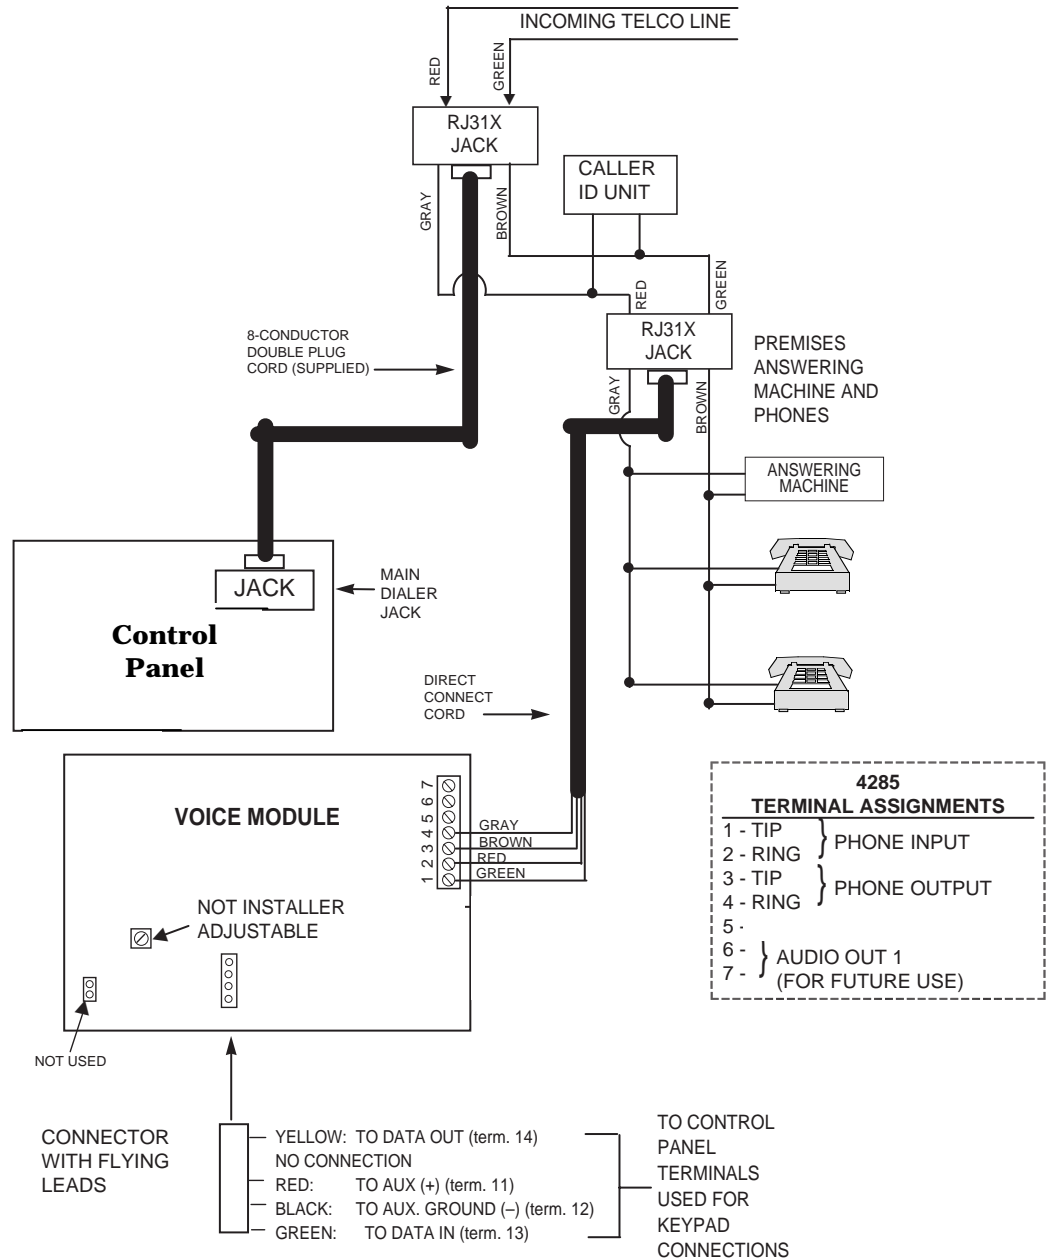 INCOMING TELCO LINE
RED
GREEN
RJ31X
JACK
CALLER
ID UNIT
GRAY
BROWN
RED
GREEN
8-CONDUCTOR
DOUBLE PLUG
CORD (SUPPLIED)
RJ31X
JACK
PREMISES
ANSWERING
MACHINE AND
PHONES
GRAY
BROWN
ANSWERING
MACHINE
JACK
MAIN
DIALER
JACK
Control
Panel
DIRECT
CONNECT
CORD
VOICE MODULE
1 2 3 4 5 6 7
GRAY
BROWN
RED
GREEN
NOT INSTALLER
ADJUSTABLE
NOT USED
4285
TERMINAL ASSIGNMENTS
1 - TIP
2 - RING
PHONE INPUT
3 - TIP
4 - RING
PHONE OUTPUT
5 -
6 -
7 -
AUDIO OUT 1
(FOR FUTURE USE)
CONNECTOR
WITH FLYING
LEADS
YELLOW: TO DATA OUT (term. 14)
NO CONNECTION
RED: TO AUX (+) (term. 11)
BLACK: TO AUX. GROUND (–) (term. 12)
GREEN: TO DATA IN (term. 13)
TO CONTROL
PANEL
TERMINALS
USED FOR
KEYPAD
CONNECTIONS